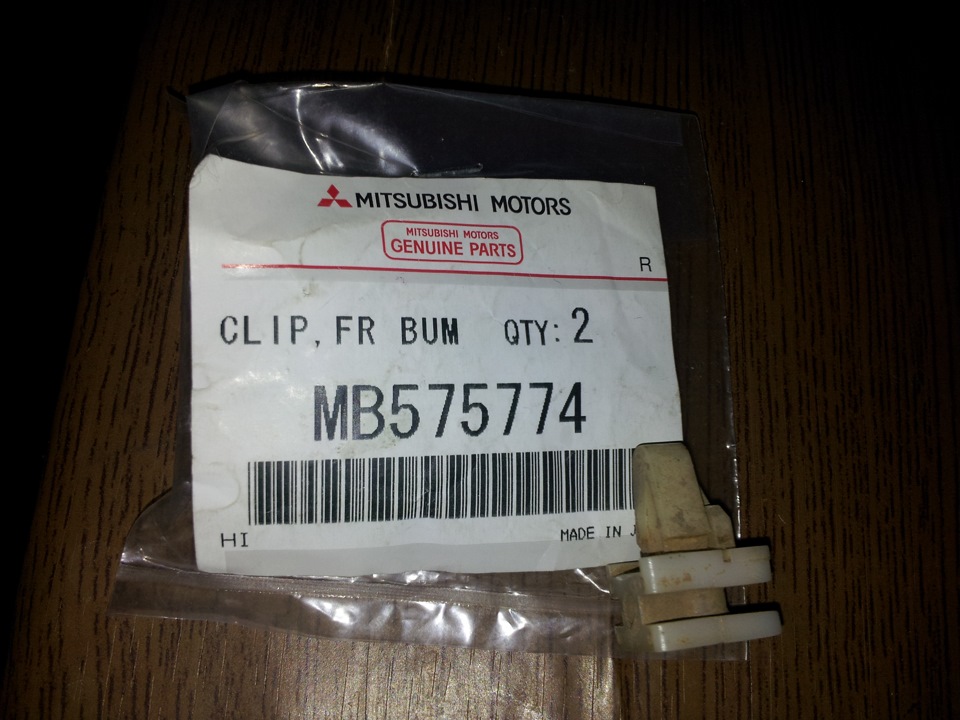 MITSUBISHI MOTORS
MITSUBISHI MOTORS
GENUINE PARTS
R
CLIP, FR BUM QTY: 2
MB575774
HI MADE IN J